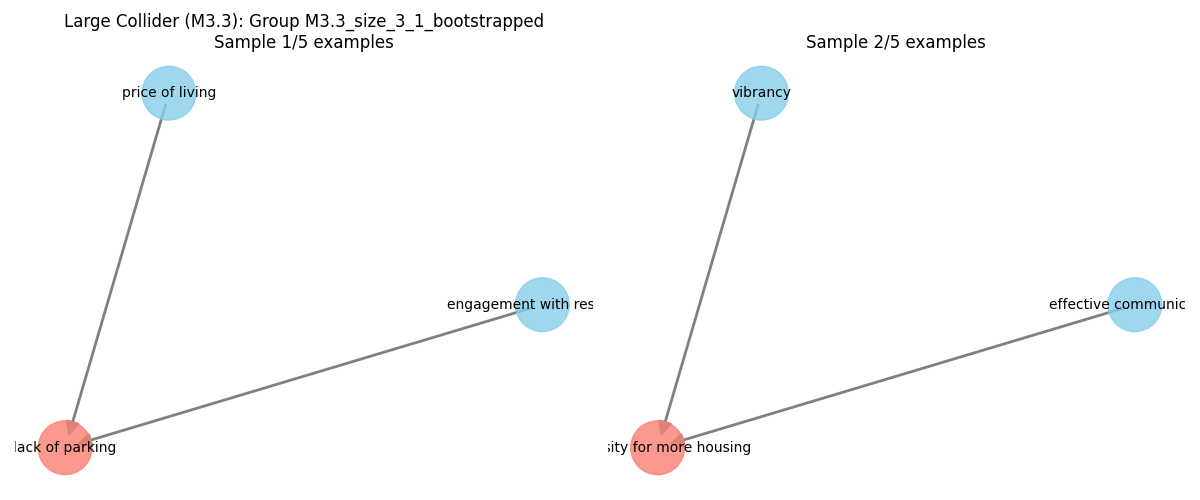 Large Collider (M3.3): Group M3.3_size_3_1_bootstrapped
Sample 1/5 examples
Sample 2/5 examples
price of living
vibrancy
engagement with res
effective communic
lack of parking
sity for more housing